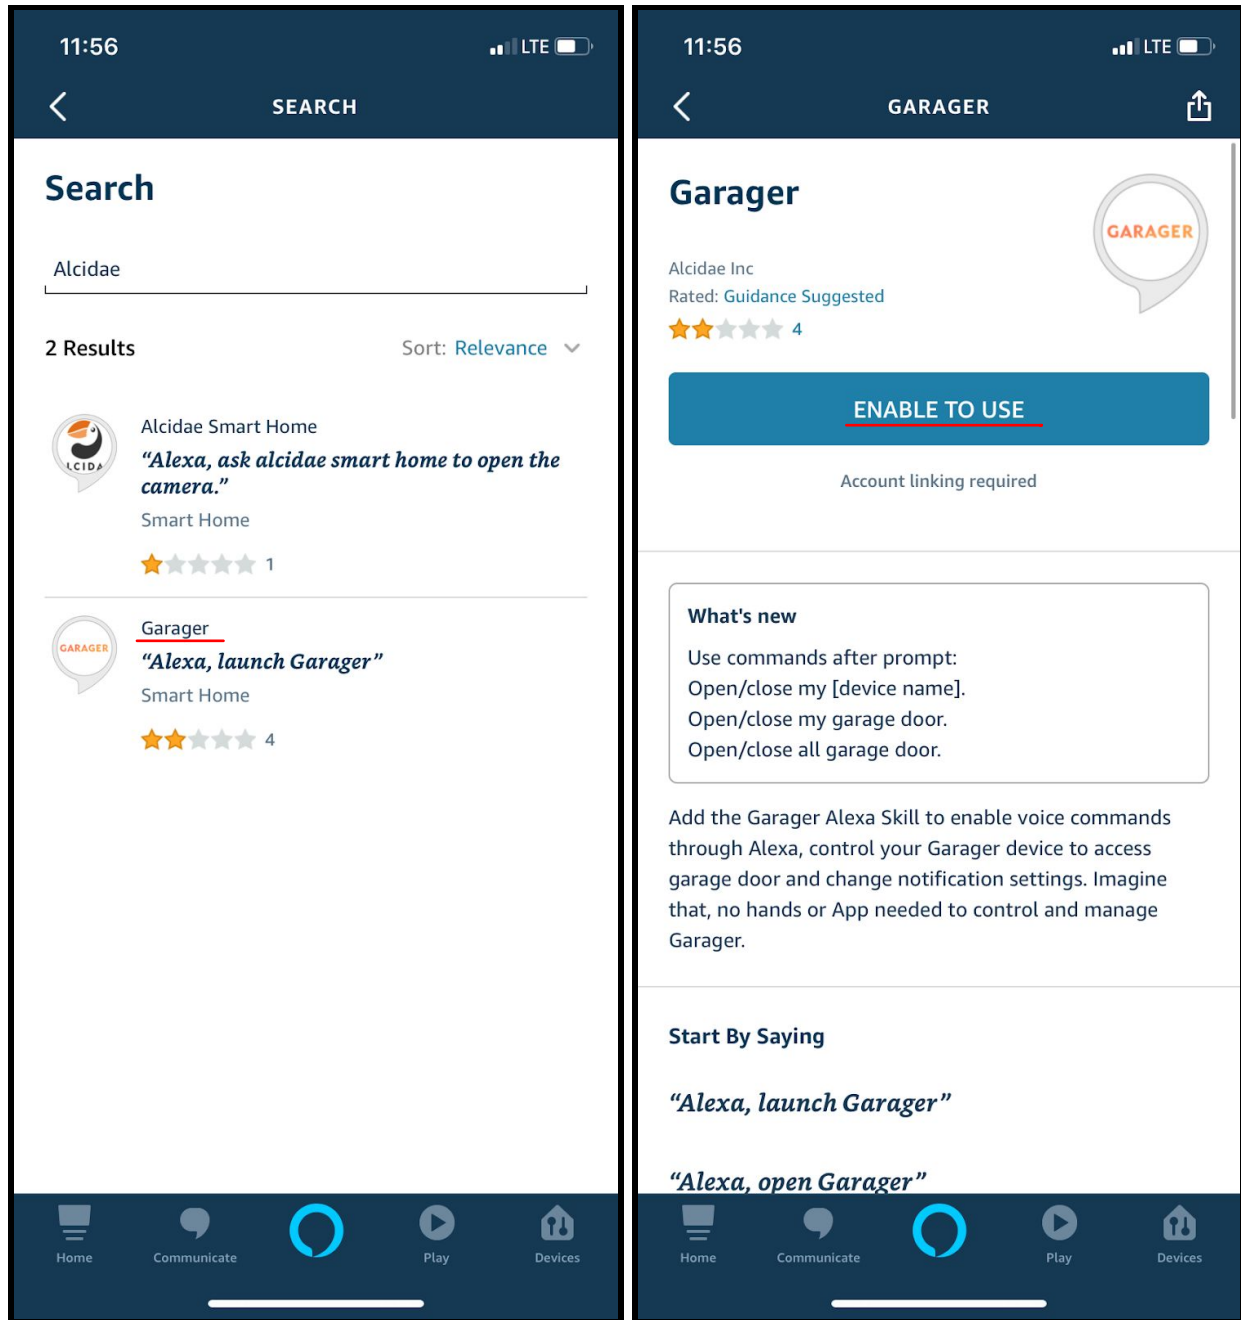 11:56
LTE
SEARCH
Search
Alcidae
2 Results
Sort: Relevance
LCIDA
Alcidae Smart Home
“Alexa, ask alcidae smart home to open the
camera.”
Smart Home
1
GARAGER
Garager
“Alexa, launch Garager”
Smart Home
4
Home
Communicate
Play
Devices
11:56
LTE
GARAGER
Garager
GARAGER
Alcidae Inc
Rated: Guidance Suggested
4
ENABLE TO USE
Account linking required
What's new
Use commands after prompt:
Open/close my [device name].
Open/close my garage door.
Open/close all garage door.
Add the Garager Alexa Skill to enable voice commands
through Alexa, control your Garager device to access
garage door and change notification settings. Imagine
that, no hands or App needed to control and manage
Garager.
Start By Saying
“Alexa, launch Garager”
“Alexa, open Garager”
Home
Communicate
Play
Devices